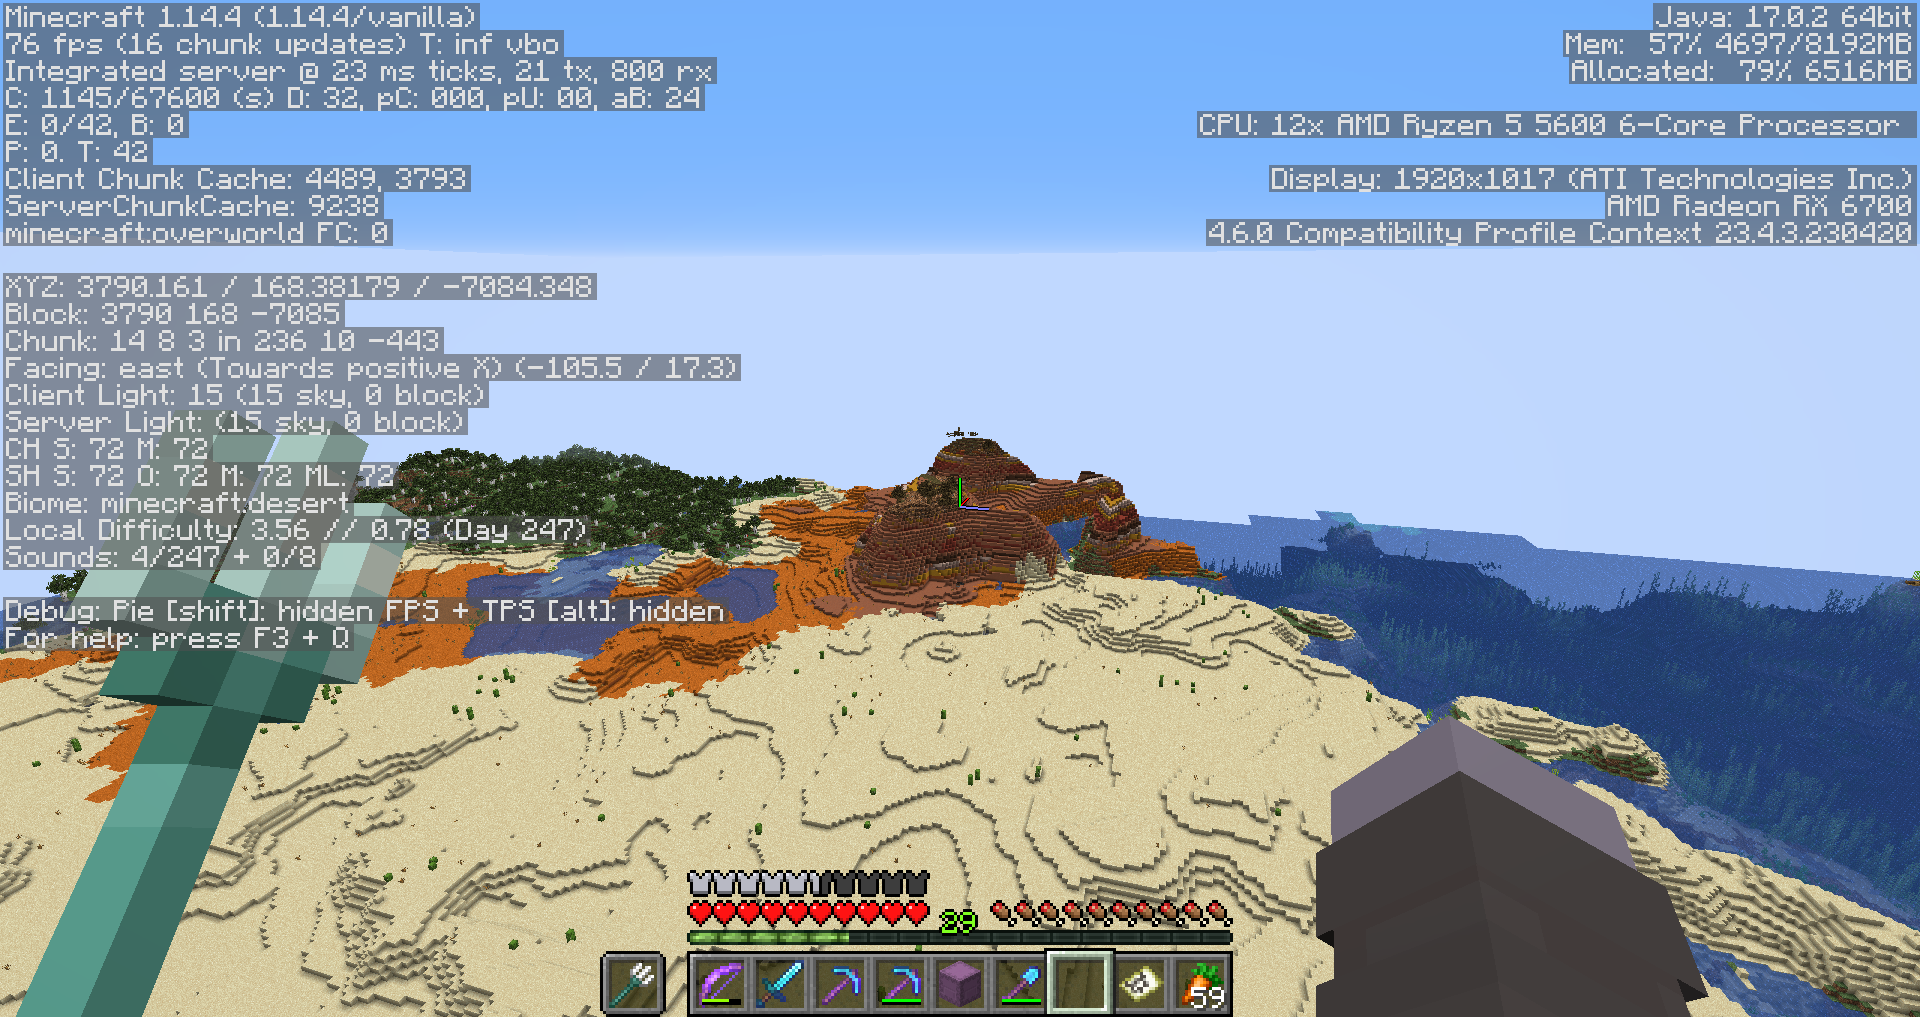 Minecraft 1.14.4 (1.14.4/vanilla)
76 fps (16 chunk updates) T: inf vbo
Integrated server @ 23 ms ticks, 21 tx, 800 rx
C: 1145/67600 (s) D: 32, pC: 000, pU: 00, aB: 24
E: 0/42, B: 0
P: 0. T: 42
Client Chunk Cache: 4489, 3793
ServerChunkCache: 9238
minecraft:overworld FC: 0
XYZ: 3790.161 / 168.38179 / -7084.348
Block: 3790 168 -7085
Chunk: 14 8 3 in 236 10 -443
Facing: east (Towards positive X) (-105.5 / 17.3)
Client Light: 15 (15 sky, 0 block)
Server Light: (15 sky, 0 block)
CH S: 72 M: 72
SH S: 72 O: 72 M: 72 ML: 72
Biome: minecraft:desert
Local Difficulty: 3.56 // 0.78 (Day 247)
Sounds: 4/247 + 0/8
Debug: Pie [shift]: hidden FPS + TPS [alt]: hidden
For help: press F3 + Q
Java: 17.0.2 64bit
Mem: 57% 4697/8192MB
Allocated: 79% 6516MB
CPU: 12x AMD Ryzen 5 5600 6-Core Processor
Display: 1920x1017 (ATI Technologies Inc.)
AMD Radeon RX 6700
4.6.0 Compatibility Profile Context 23.4.3.230420
39
59